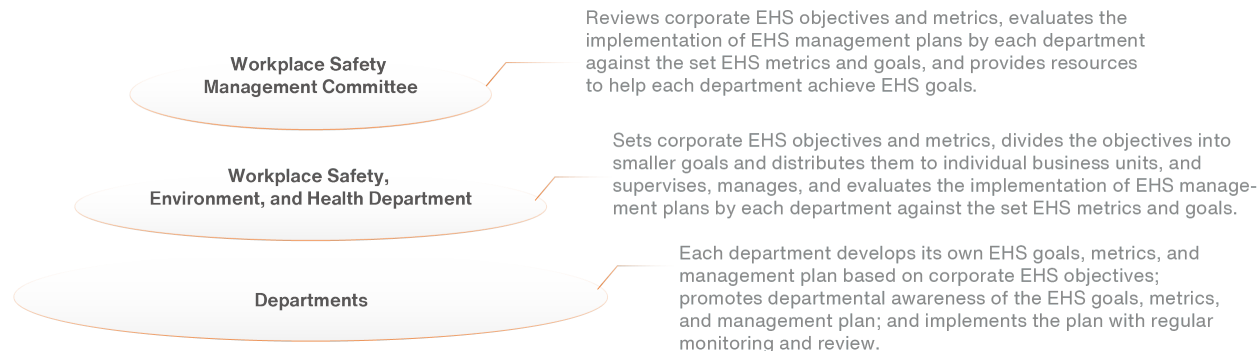 Workplace Safety
Management Committee
Reviews corporate EHS objectives and metrics, evaluates the
implementation of EHS management plans by each department
against the set EHS metrics and goals, and provides resources
to help each department achieve EHS goals.
Workplace Safety,
Environment, and Health Department
Sets corporate EHS objectives and metrics, divides the objectives into
smaller goals and distributes them to individual business units, and
supervises, manages, and evaluates the implementation of EHS manage-
ment plans by each department against the set EHS metrics and goals.
Departments
Each department develops its own EHS goals, metrics, and
management plan based on corporate EHS objectives;
promotes departmental awareness of the EHS goals, metrics,
and management plan; and implements the plan with regular
monitoring and review.